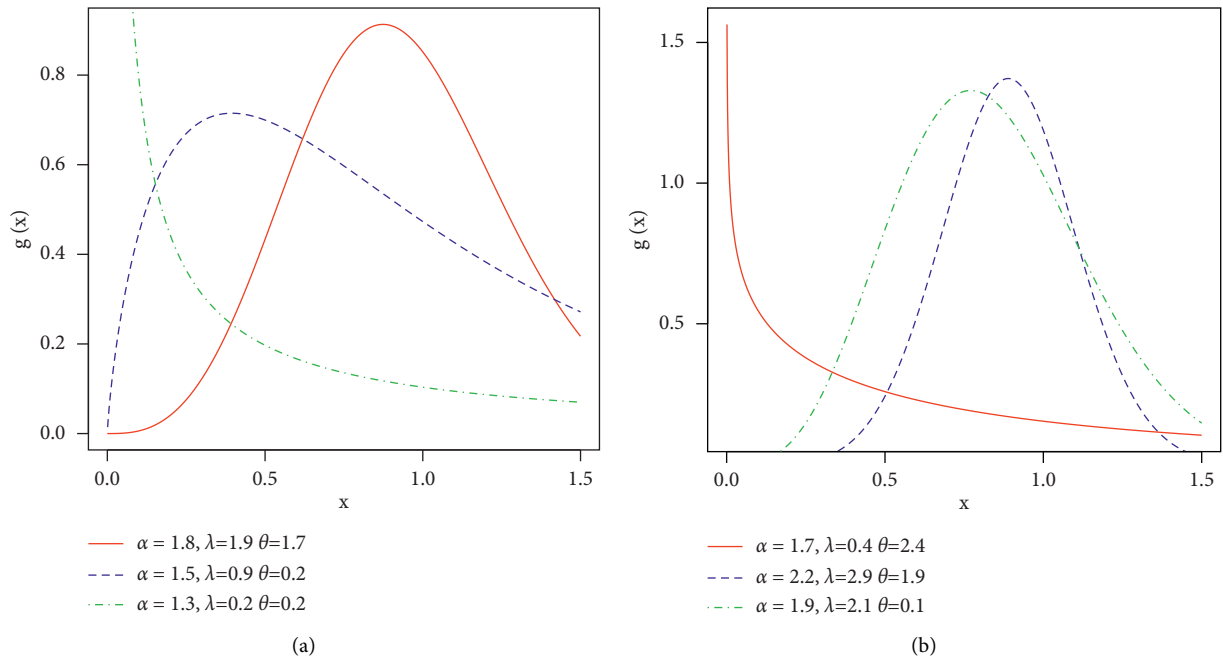 0.8
0.6
0.4
0.2
0.0
g (x)
0.0 0.5 1.0 1.5
x
α = 1.8, λ=1.9 θ=1.7
α = 1.5, λ=0.9 θ=0.2
α = 1.3, λ=0.2 θ=0.2
(a)
1.5
1.0
0.5
g (x)
0.0 0.5 1.0 1.5
x
α = 1.7, λ=0.4 θ=2.4
α = 2.2, λ=2.9 θ=1.9
α = 1.9, λ=2.1 θ=0.1
(b)